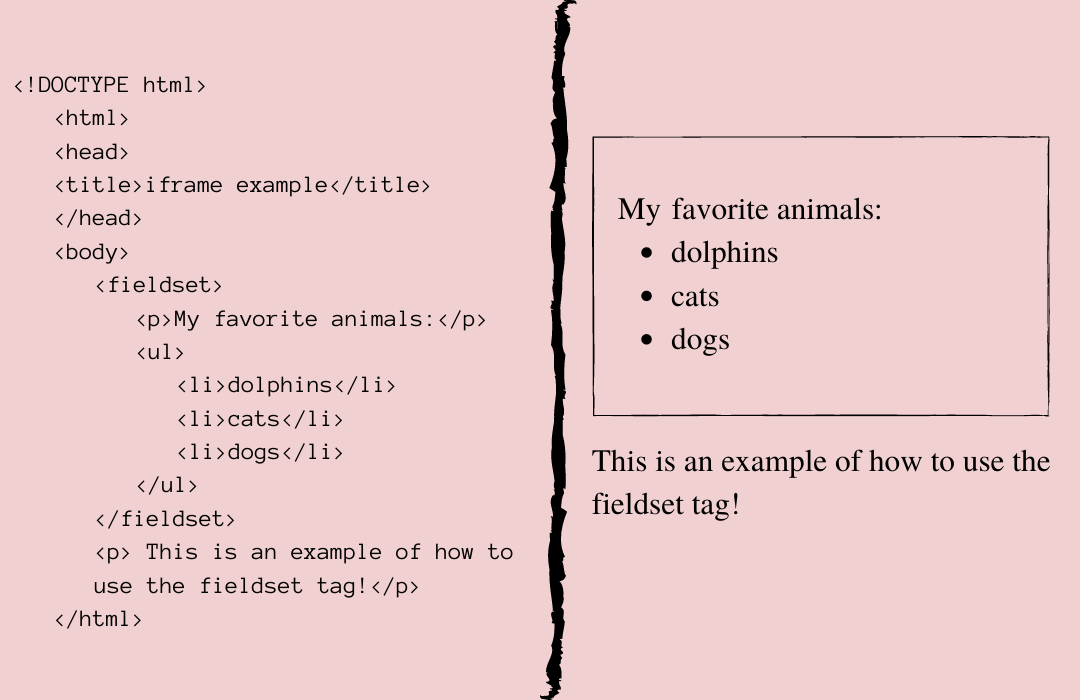 <!DOCTYPE html>
<html>
<head>
<title>iframe example</title>
</head>
<body>
<fieldset>
<p>My favorite animals:</p>
<ul>
<li>dolphins</li>
<li>cats</li>
<li>dogs</li>
</ul>
</fieldset>
<p> This is an example of how to
use the fieldset tag!</p>
</html>
My favorite animals:
• dolphins
• cats
• dogs
This is an example of how to use the
fieldset tag!